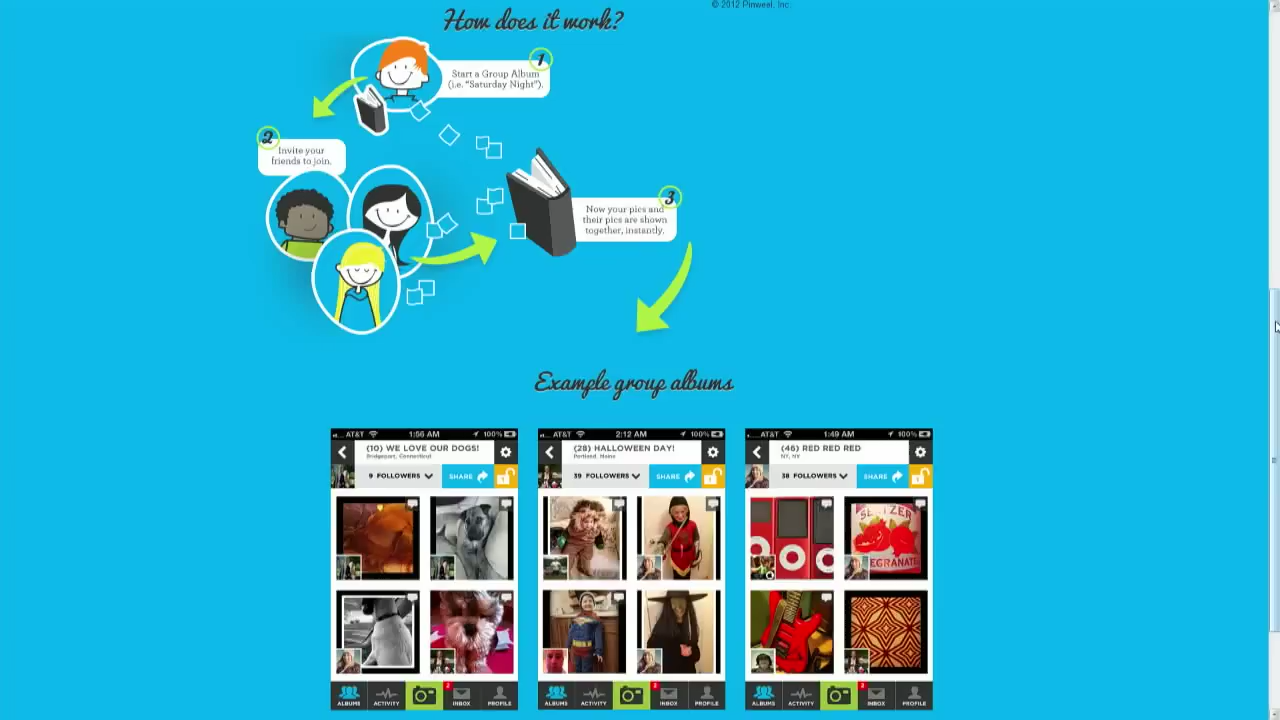 © 2012 Pinweel, Inc.
How does it work?
1
Start a Group Album
(i.e. "Saturday Night").
2
Invite your
friends to join.
3
Now your pics and
their pics are shown
together, instantly.
Example group albums
AT&T 1:56 AM 100%
(10) WE LOVE OUR DOGS!
Bridgeport, Connecticut
9 FOLLOWERS SHARE
ALBUMS ACTIVITY INBOX PROFILE
AT&T 2:12 AM 100%
(28) HALLOWEEN DAY!
Portland, Maine
39 FOLLOWERS SHARE
ALBUMS ACTIVITY INBOX PROFILE
AT&T 1:49 AM 100%
(46) RED RED RED
NY, NY
38 FOLLOWERS SHARE
SELTZER
ALBUMS ACTIVITY INBOX PROFILE